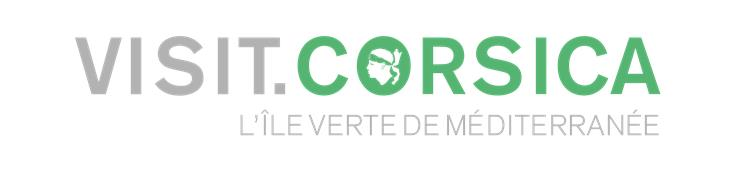 VISIT.CORSICA
L'ÎLE VERTE DE MÉDITERRANÉE